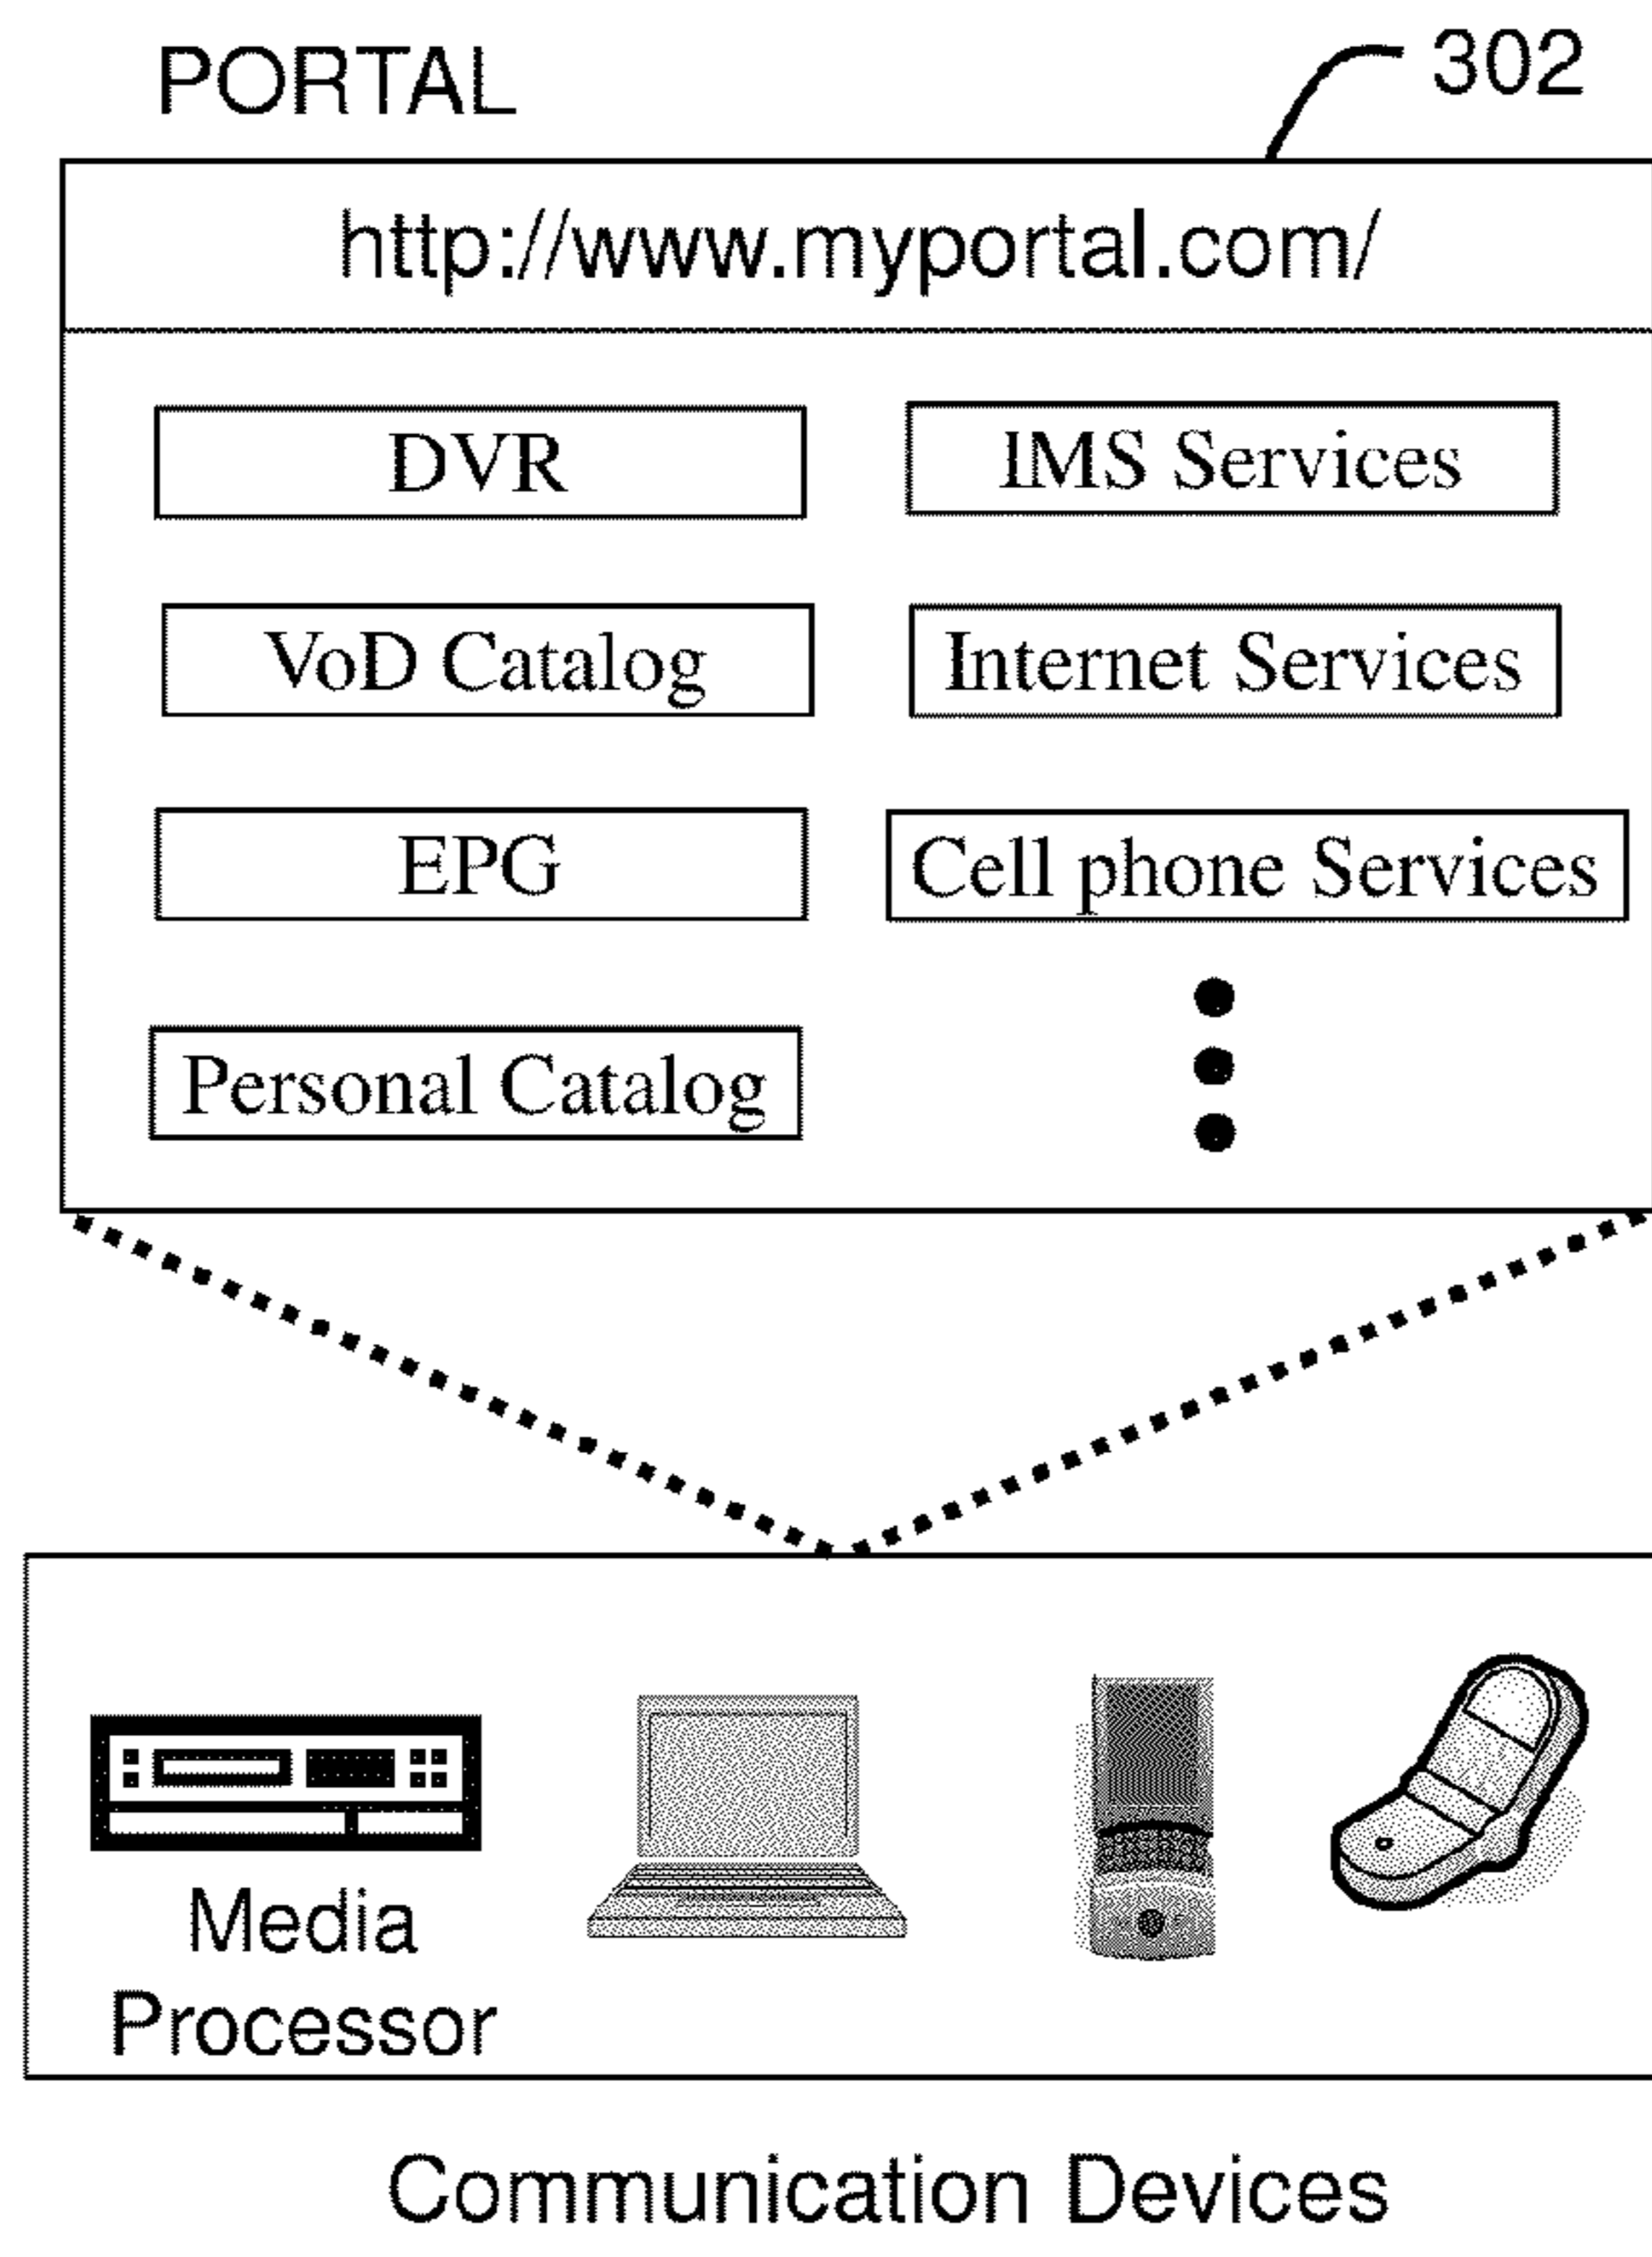 PORTAL
302
http://www.myportal.com/
DVR
IMS Services
VoD Catalog
Internet Services
EPG
Cell phone Services
Personal Catalog
Media
Processor
Communication Devices